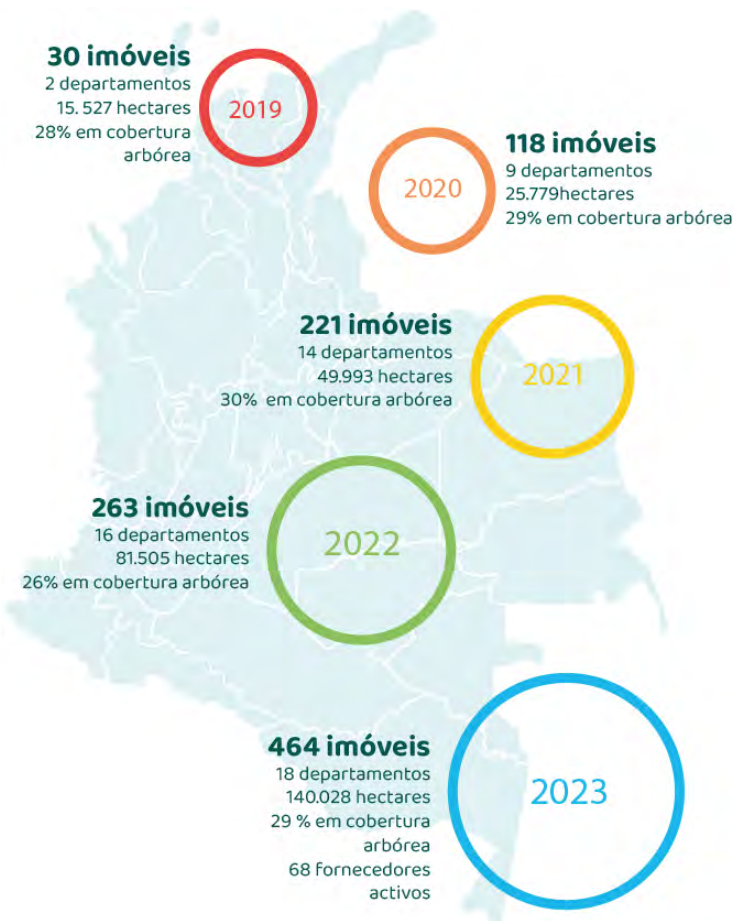 30 imóveis
2 departamentos
15. 527 hectares
28% em cobertura
arbórea
2019
2020
118 imóveis
9 departamentos
25.779hectares
29% em cobertura arbórea
221 imóveis
14 departamentos
49.993 hectares
30% em cobertura arbórea
2021
263 imóveis
16 departamentos
81.505 hectares
26% em cobertura arbórea
2022
464 imóveis
18 departamentos
140.028 hectares
29 % em cobertura
arbórea
68 fornecedores
activos
2023